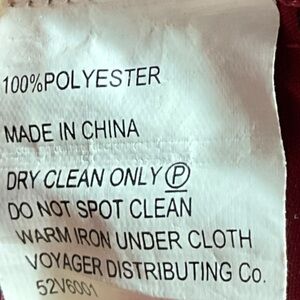 100%POLYESTER
MADE IN CHINA
DRY CLEAN ONLY Ⓟ
DO NOT SPOT CLEAN
WARM IRON UNDER CLOTH
VOYAGER DISTRIBUTING Co.
52V6001